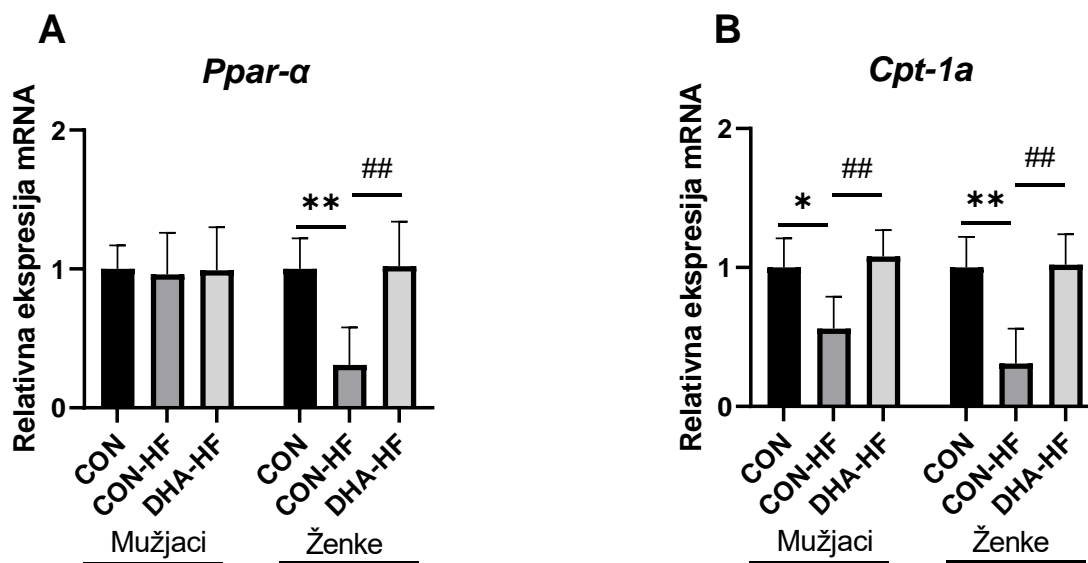 A
Ppar-α
Relativna ekspresija mRNA
2
1
0
**
##
CON
CON-HF
DHA-HF
CON
CON-HF
DHA-HF
Mužjaci
Ženke
B
Cpt-1a
Relativna ekspresija mRNA
2
1
0
*
##
**
##
CON
CON-HF
DHA-HF
CON
CON-HF
DHA-HF
Mužjaci
Ženke